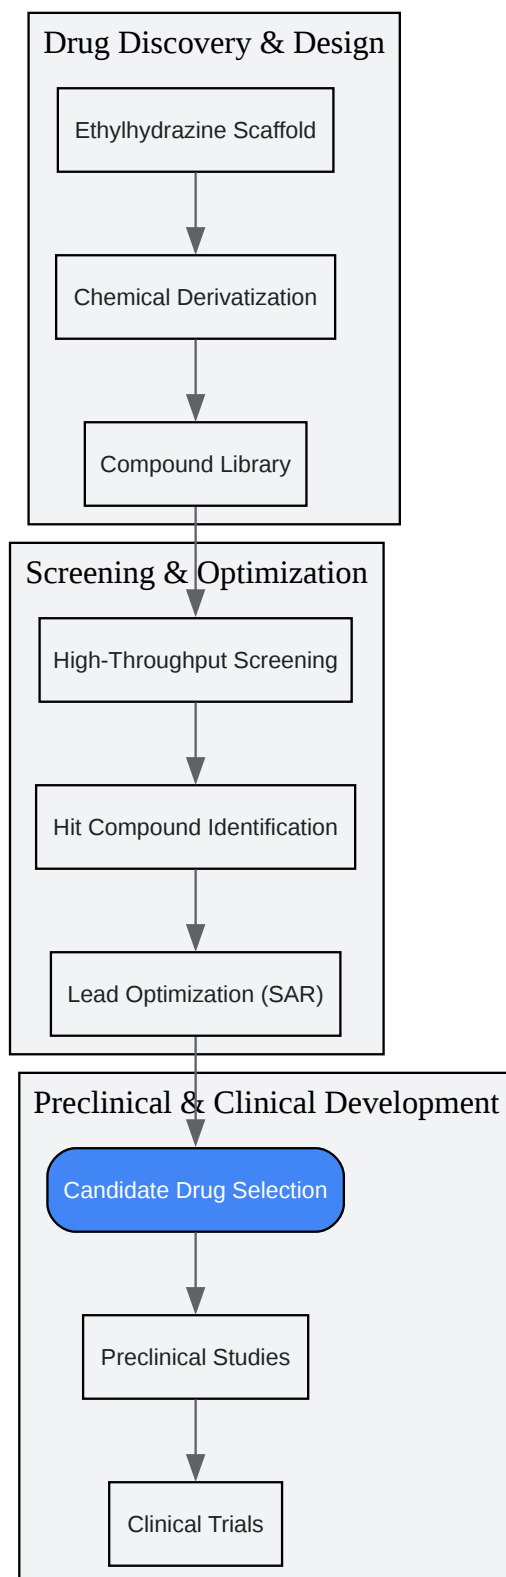 Drug Discovery & Design
Ethylhydrazine Scaffold
Chemical Derivatization
Compound Library
Screening & Optimization
High-Throughput Screening
Hit Compound Identification
Lead Optimization (SAR)
Preclinical & Clinical Development
Candidate Drug Selection
Preclinical Studies
Clinical Trials